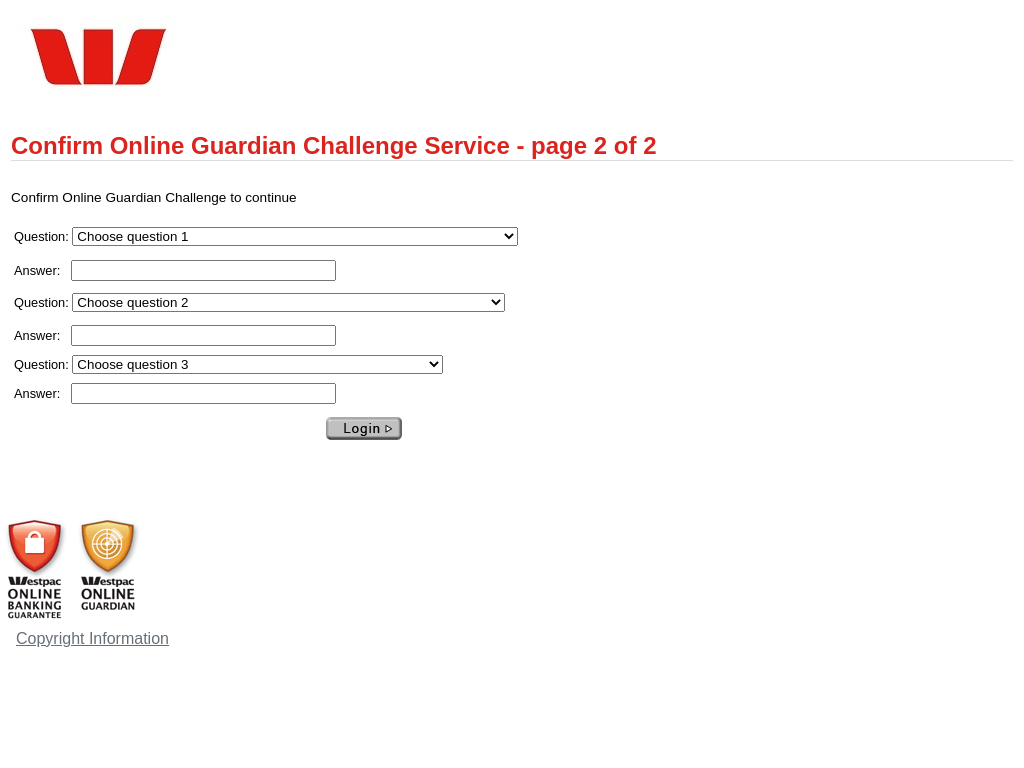 Confirm Online Guardian Challenge Service - page 2 of 2
Confirm Online Guardian Challenge to continue
Question: Choose question 1
Answer:
Question: Choose question 2
Answer:
Question: Choose question 3
Answer:
Login
Westpac ONLINE BANKING GUARANTEE
Westpac ONLINE GUARDIAN
Copyright Information